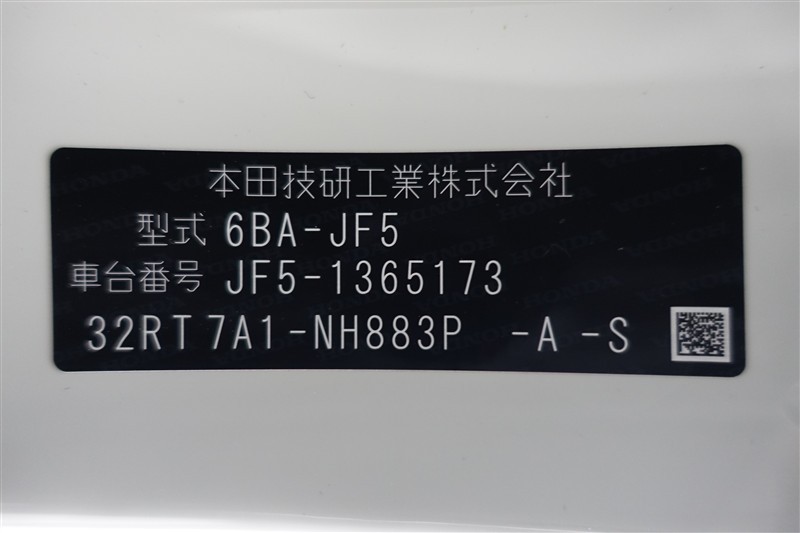 本田技研工業株式会社
型式 6BA-JF5
車台番号 JF5-1365173
32RT7A1-NH883P -A -S